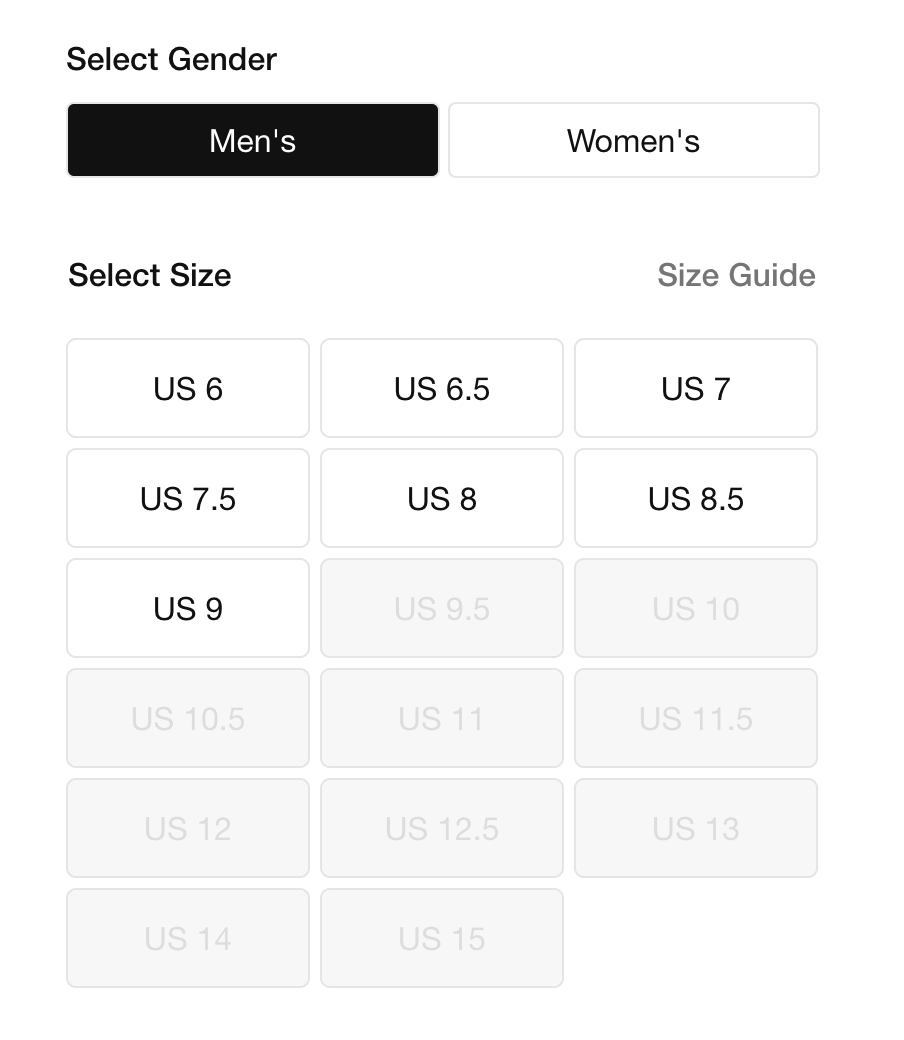 Select Gender
Men's Women's
Select Size Size Guide
US 6 US 6.5 US 7
US 7.5 US 8 US 8.5
US 9 US 9.5 US 10
US 10.5 US 11 US 11.5
US 12 US 12.5 US 13
US 14 US 15